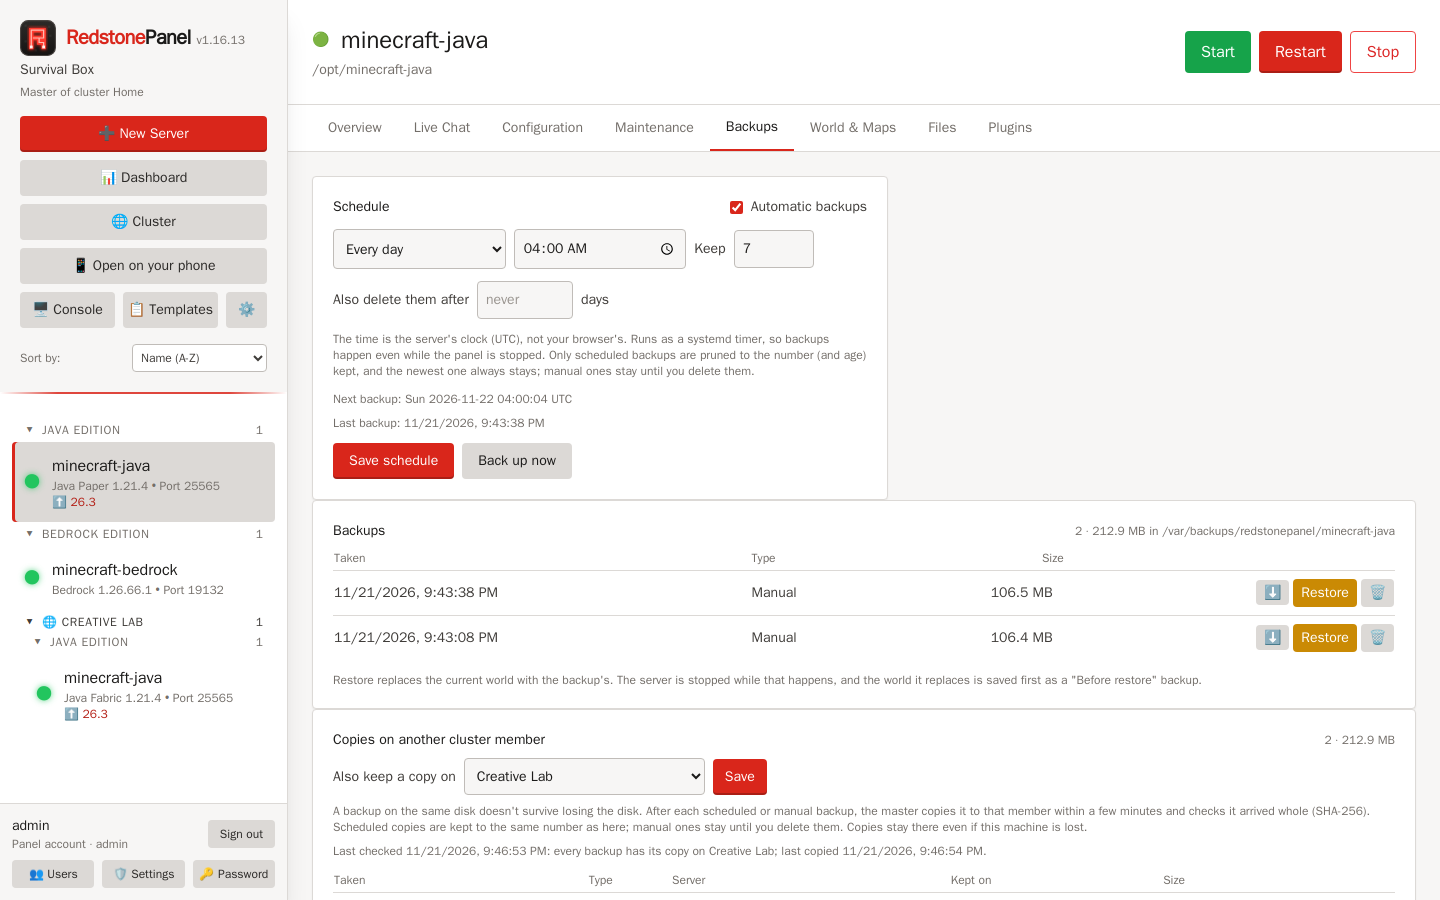 RedstonePanel v1.16.13
Survival Box
Master of cluster Home
➕ New Server
📊 Dashboard
🌐 Cluster
📱 Open on your phone
🖥️ Console
📋 Templates
⚙️
Sort by:
Name (A-Z)
▼ JAVA EDITION 1
minecraft-java
Java Paper 1.21.4 • Port 25565
⬆️ 26.3
▼ BEDROCK EDITION 1
minecraft-bedrock
Bedrock 1.26.66.1 • Port 19132
▼ 🌐 CREATIVE LAB 1
▼ JAVA EDITION 1
minecraft-java
Java Fabric 1.21.4 • Port 25565
⬆️ 26.3
admin
Panel account · admin
Sign out
👥 Users
🛡️ Settings
🔑 Password
minecraft-java
/opt/minecraft-java
Start
Restart
Stop
Overview
Live Chat
Configuration
Maintenance
Backups
World & Maps
Files
Plugins
Schedule
Automatic backups
Every day
04:00 AM
Keep
7
Also delete them after never days
The time is the server's clock (UTC), not your browser's. Runs as a systemd timer, so backups
happen even while the panel is stopped. Only scheduled backups are pruned to the number (and age)
kept, and the newest one always stays; manual ones stay until you delete them.
Next backup: Sun 2026-11-22 04:00:04 UTC
Last backup: 11/21/2026, 9:43:38 PM
Save schedule
Back up now
Backups
2 · 212.9 MB in /var/backups/redstonepanel/minecraft-java
Taken Type Size
11/21/2026, 9:43:38 PM Manual 106.5 MB ⬇️ Restore 🗑️
11/21/2026, 9:43:08 PM Manual 106.4 MB ⬇️ Restore 🗑️
Restore replaces the current world with the backup's. The server is stopped while that happens, and the world it replaces is saved first as a "Before restore" backup.
Copies on another cluster member
2 · 212.9 MB
Also keep a copy on
Creative Lab
Save
A backup on the same disk doesn't survive losing the disk. After each scheduled or manual backup, the master copies it to that member within a few minutes and checks it arrived whole (SHA-256).
Scheduled copies are kept to the same number as here; manual ones stay until you delete them. Copies stay there even if this machine is lost.
Last checked 11/21/2026, 9:46:53 PM: every backup has its copy on Creative Lab; last copied 11/21/2026, 9:46:54 PM.
Taken Type Server Kept on Size